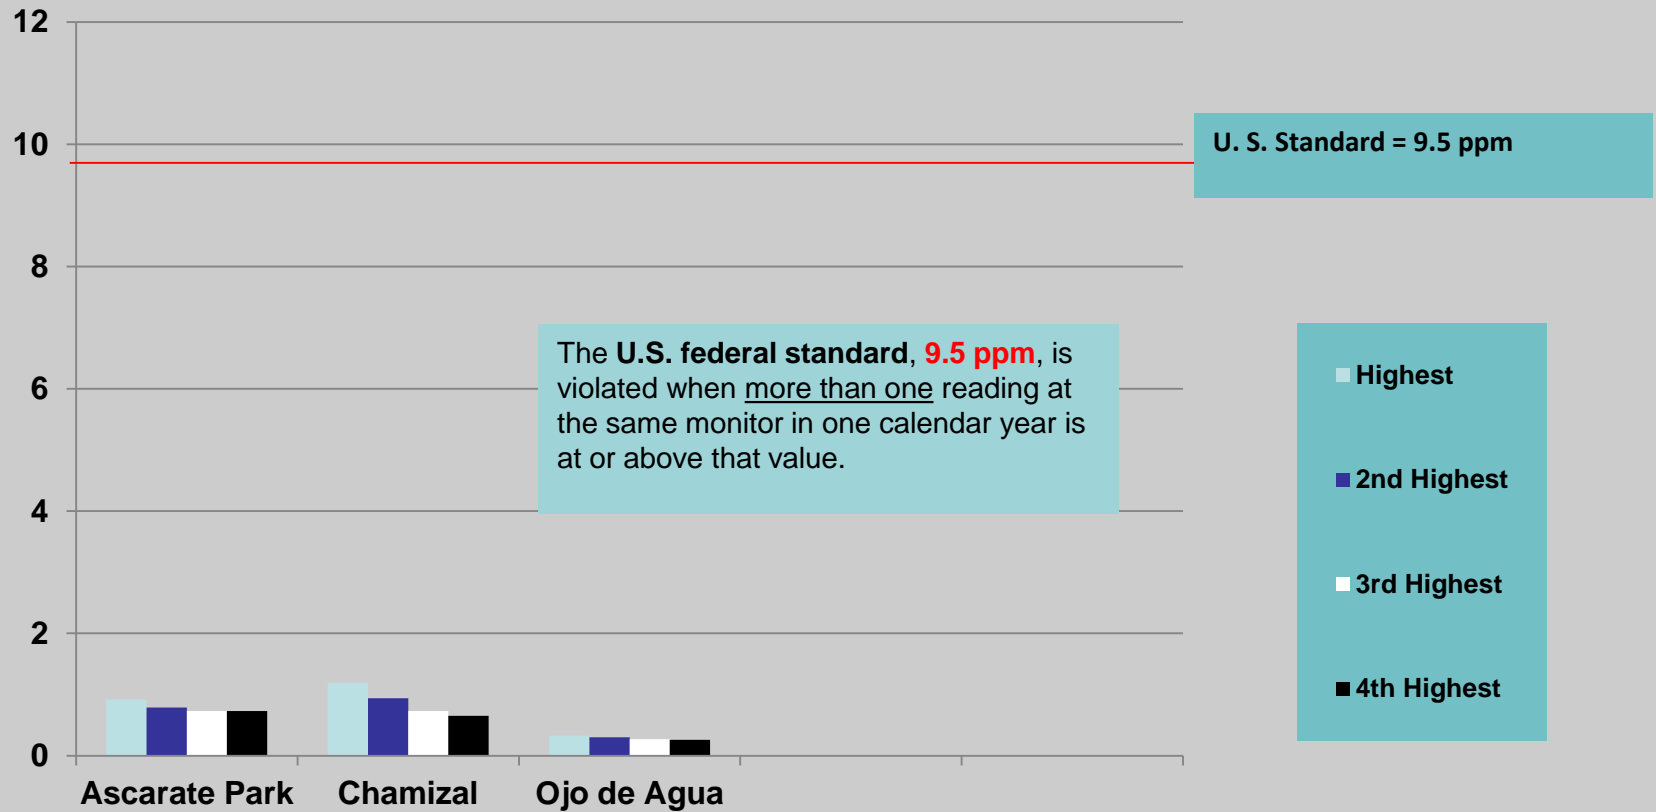 12
10
8
6
4
2
0
U. S. Standard = 9.5 ppm
The U.S. federal standard, 9.5 ppm, is
violated when more than one reading at
the same monitor in one calendar year is
at or above that value.
Highest
2nd Highest
3rd Highest
4th Highest
Ascarate Park
Chamizal
Ojo de Agua